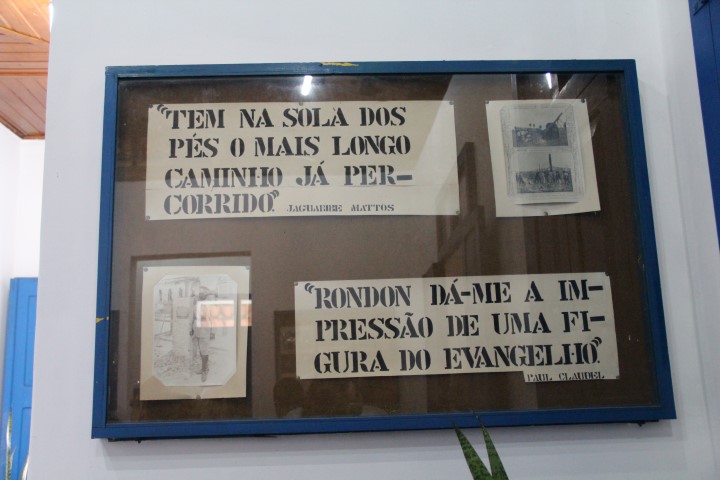 “TEM NA SOLA DOS
PÉS O MAIS LONGO
CAMINHO JÁ PER-
CORRIDO.” JAGUARIBE MATTOS
“RONDON DÁ-ME A IM-
PRESSÃO DE UMA FI-
GURA DO EVANGELHO.”
PAUL CLAUDEL